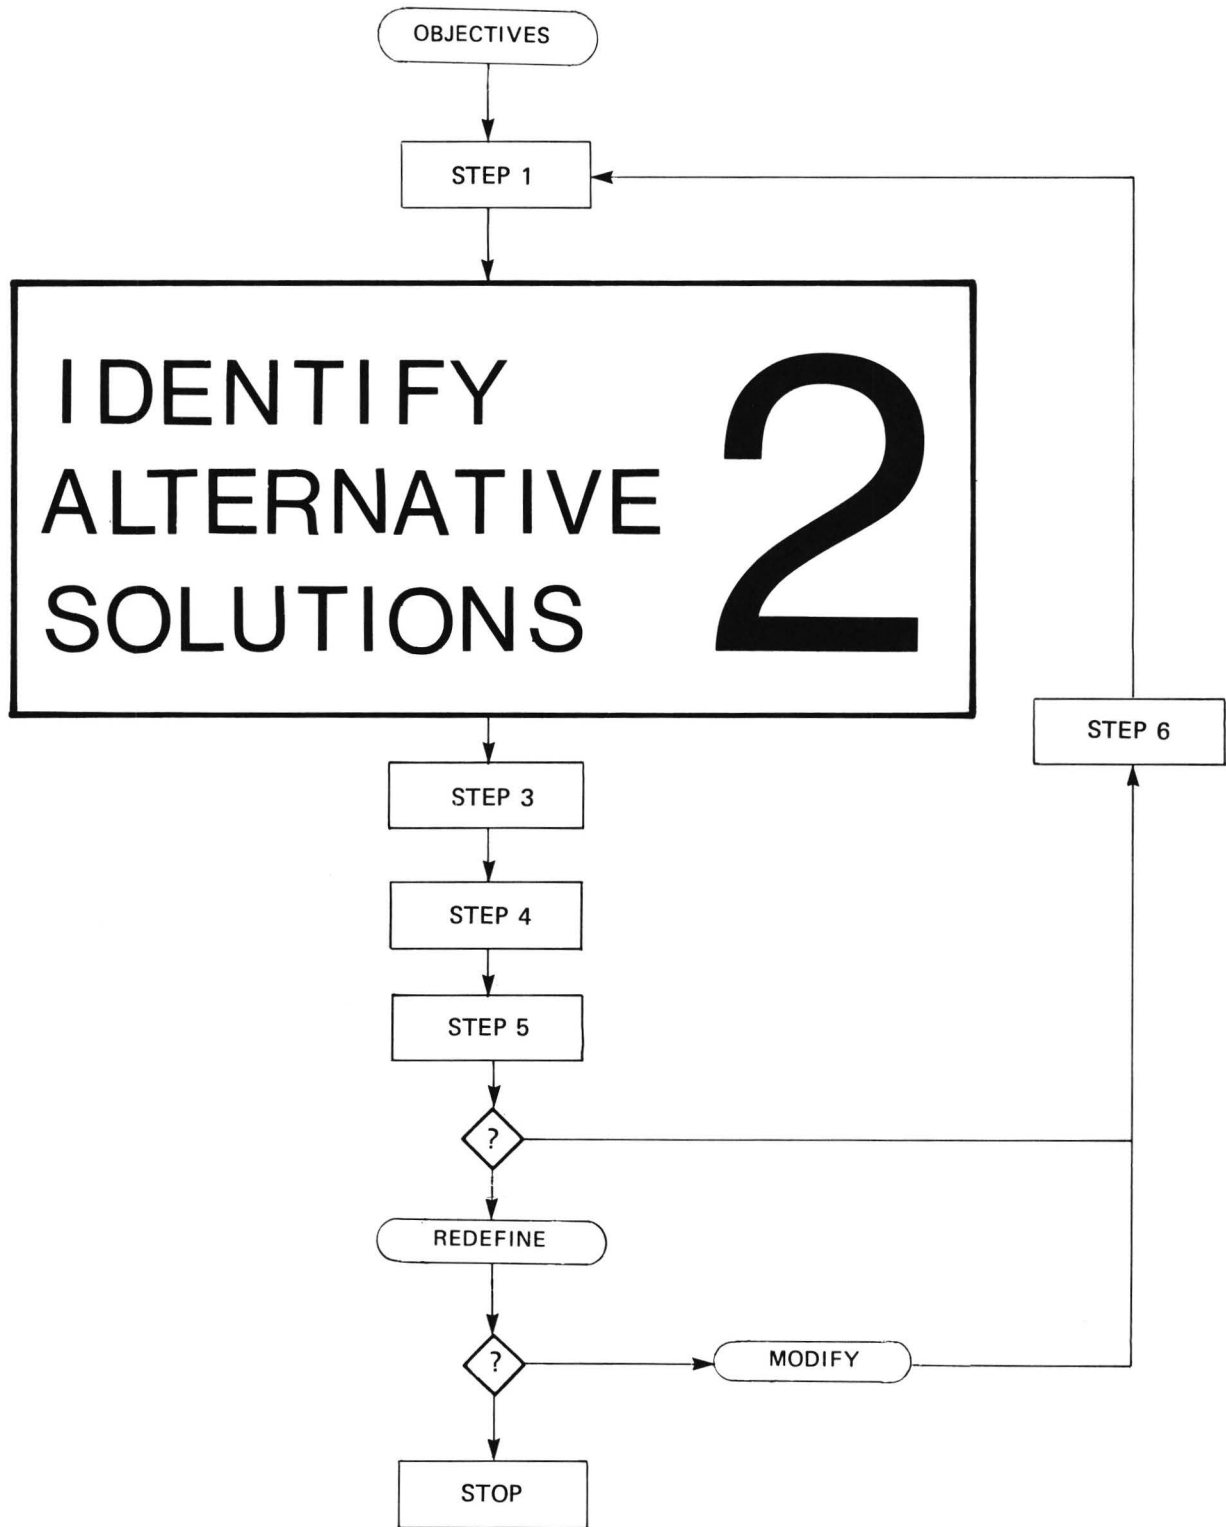 OBJECTIVES
STEP 1
IDENTIFY
ALTERNATIVE
SOLUTIONS
2
STEP 6
STEP 3
STEP 4
STEP 5
?
REDEFINE
?
MODIFY
STOP